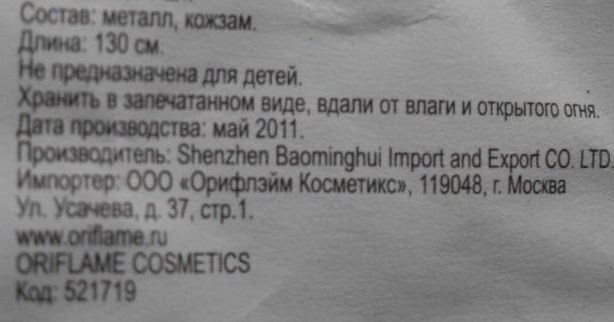 Состав: металл, кожзам.
Длина: 130 см.
Не предназначена для детей.
Хранить в запечатанном виде, вдали от влаги и открытого огня.
Дата производства: май 2011.
Производитель: Shenzhen Baominghui Import and Export CO. LTD.
Импортер: ООО «Орифлэйм Косметикс», 119048, г. Москва
Ул. Усачева, д. 37, стр.1.
www.oriflame.ru
ORIFLAME COSMETICS
Код: 521719